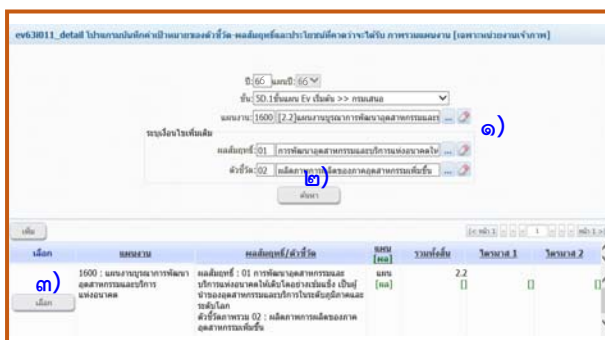 ev63i011_detail โปรแกรมบันทึกค่าเป้าหมายของตัวชี้วัด-ผลสัมฤทธิ์และประโยชน์ที่คาดว่าจะได้รับ ภาพรวมแผนงาน [เฉพาะหน่วยงานเจ้าภาพ]
ปี: 66 แผนปี: 66
ชั้น: 5D.1ชั้นแผน Ev เริ่มต้น >> กรมเสนอ
แผนงาน: 1600 [2.2]แผนงานบูรณาการพัฒนาอุตสาหกรรมและ ... ๑)
ระบุเงื่อนไขเพิ่มเติม
ผลสัมฤทธิ์: 01 การพัฒนาอุตสาหกรรมและบริการแห่งอนาคตให้ ...
ตัวชี้วัด: 02 ผลิตภาพการผลิตของภาคอุตสาหกรรมเพิ่มขึ้น ...
๒)
ค้นหา
เพิ่ม |< หน้า 1 1 หน้า 1 >|
เลือก แผนงาน ผลสัมฤทธิ์/ตัวชี้วัด แผน [ผล] รวมทั้งสิ้น ไตรมาส 1 ไตรมาส 2
๓) เลือก
1600 : แผนงานบูรณาการพัฒนา
อุตสาหกรรมและบริการ
แห่งอนาคต
ผลสัมฤทธิ์ : 01 การพัฒนาอุตสาหกรรมและ
บริการแห่งอนาคตให้เติบโตอย่างเข้มแข็ง เป็นผู้
นำของอุตสาหกรรมและบริการในระดับภูมิภาคและ
ระดับโลก
ตัวชี้วัดภาพรวม 02 : ผลิตภาพการผลิตของภาค
อุตสาหกรรมเพิ่มขึ้น
แผน 2.2
[ผล] [] [] []